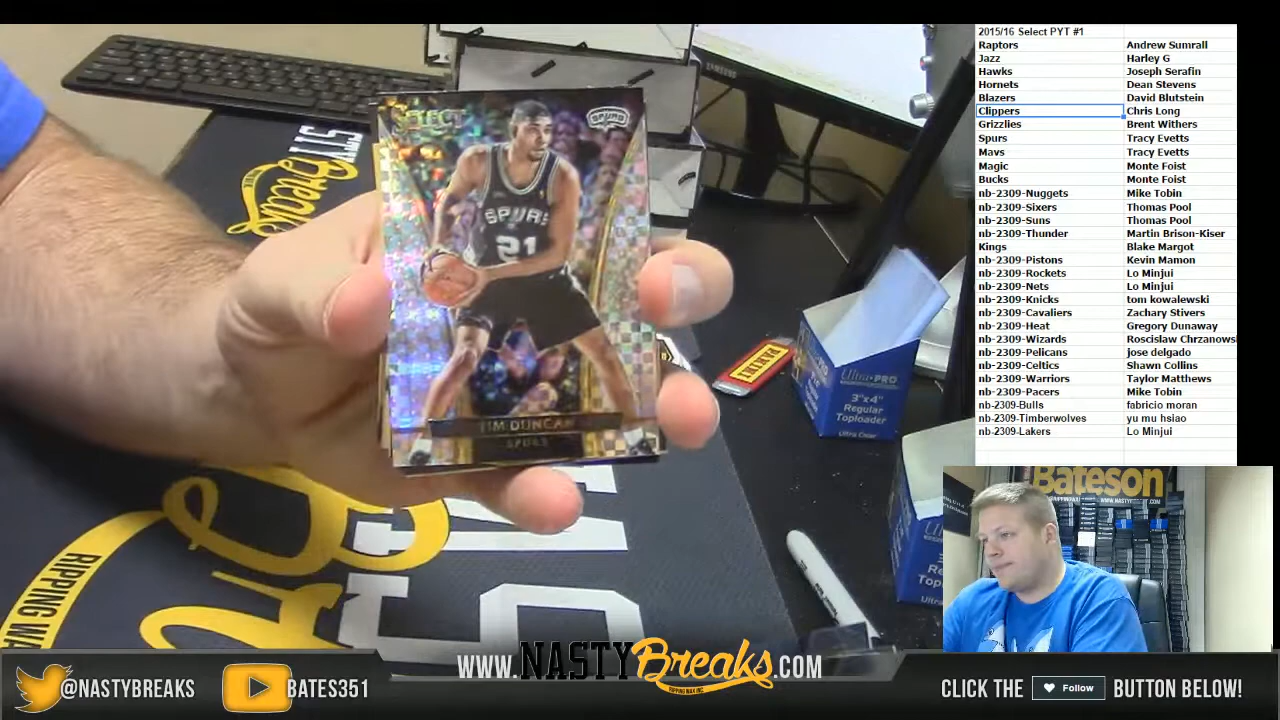 2015/16 Select PYT #1
Raptors Andrew Sumrall
Jazz Harley G
Hawks Joseph Serafin
Hornets Dean Stevens
Blazers David Blutstein
Clippers Chris Long
Grizzlies Brent Withers
Spurs Tracy Evetts
Mavs Tracy Evetts
Magic Monte Foist
Bucks Monte Foist
nb-2309-Nuggets Mike Tobin
nb-2309-Sixers Thomas Pool
nb-2309-Suns Thomas Pool
nb-2309-Thunder Martin Brison-Kiser
Kings Blake Margot
nb-2309-Pistons Kevin Mamon
nb-2309-Rockets Lo Minjui
nb-2309-Nets Lo Minjui
nb-2309-Knicks tom kowalewski
nb-2309-Cavaliers Zachary Stivers
nb-2309-Heat Gregory Dunaway
nb-2309-Wizards Roscislaw Chrzanows
nb-2309-Pelicans jose delgado
nb-2309-Celtics Shawn Collins
nb-2309-Warriors Taylor Matthews
nb-2309-Pacers Mike Tobin
nb-2309-Bulls fabricio moran
nb-2309-Timberwolves yu mu hsiao
nb-2309-Lakers Lo Minjui
SELECT
SPURS
SPURS
21
TIM DUNCAN
SPURS
SAMSUNG
PANINI
Ultra PRO
3"x4"
Regular
Toploader
Ultra Clear
Breaks
RIPPING WA
Bateson
@NASTYBREAKS
BATES351
WWW.NASTYBreaks.COM
RIPPING WAX INC.
CLICK THE Follow BUTTON BELOW!